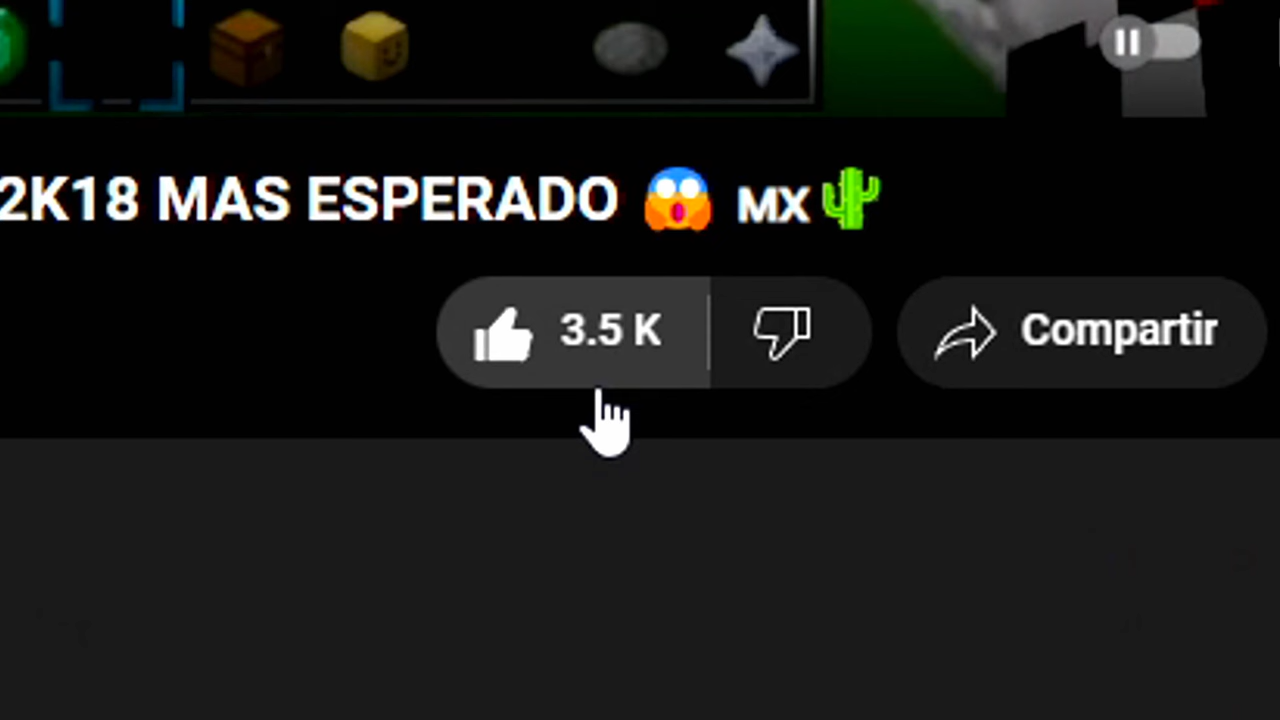 2K18 MAS ESPERADO 😱 MX🌵
3.5 K
Compartir